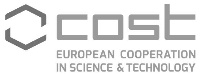 cost
EUROPEAN COOPERATION
IN SCIENCE & TECHNOLOGY